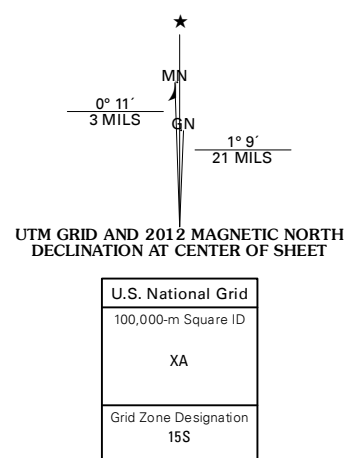 ★
MN
0° 11´
3 MILS
GN
1° 9´
21 MILS
UTM GRID AND 2012 MAGNETIC NORTH
DECLINATION AT CENTER OF SHEET
U.S. National Grid
100,000-m Square ID
XA
Grid Zone Designation
15S